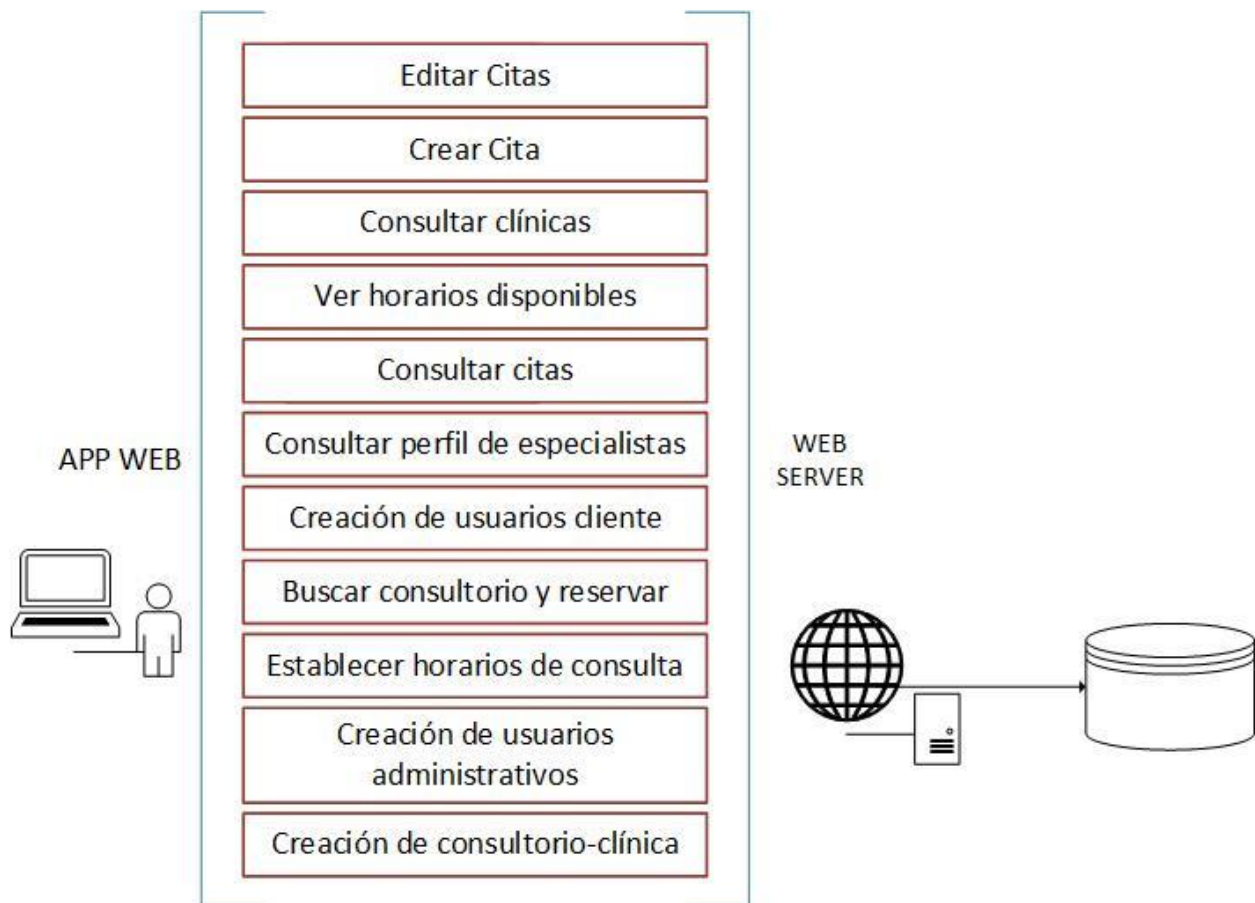 Editar Citas
Crear Cita
Consultar clínicas
Ver horarios disponibles
Consultar citas
Consultar perfil de especialistas
APP WEB
WEB
SERVER
Creación de usuarios cliente
Buscar consultorio y reservar
Establecer horarios de consulta
Creación de usuarios
administrativos
Creación de consultorio-clínica